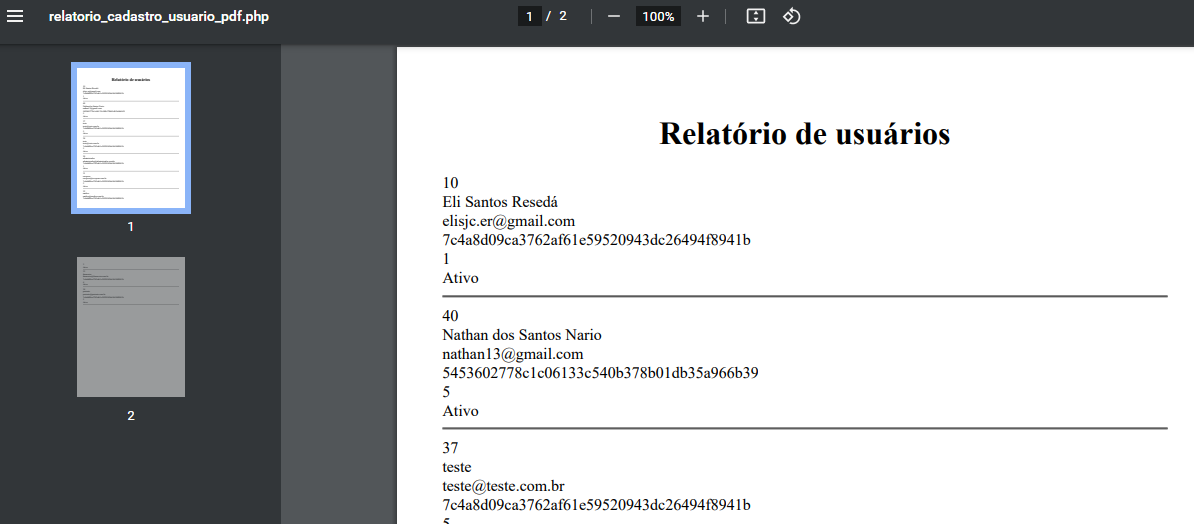 relatorio_cadastro_usuario_pdf.php
1 / 2
100%
1
2
Relatório de usuários
10
Eli Santos Resedá
elisjc.er@gmail.com
7c4a8d09ca3762af61e59520943dc26494f8941b
1
Ativo
40
Nathan dos Santos Nario
nathan13@gmail.com
5453602778c1c06133c540b378b01db35a966b39
5
Ativo
37
teste
teste@teste.com.br
7c4a8d09ca3762af61e59520943dc26494f8941b
5